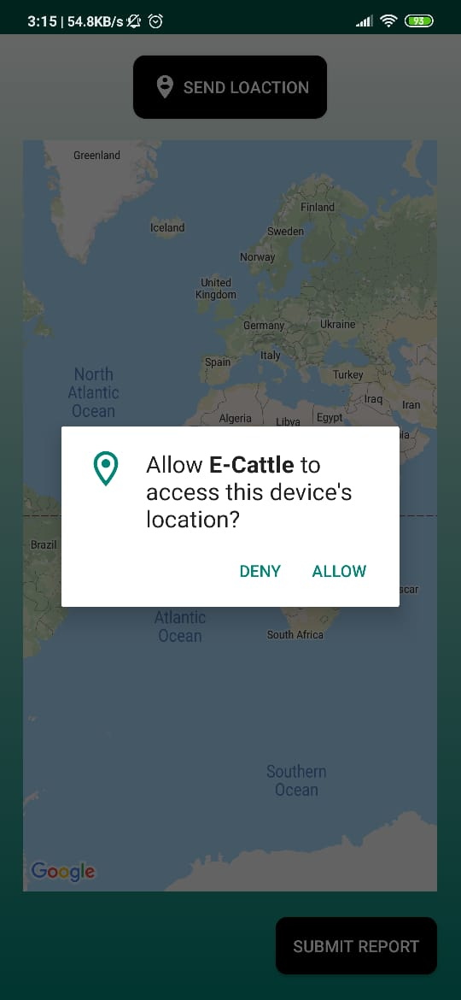 3:15 | 54.8KB/s
93
SEND LOACTION
Greenland
Finland
Iceland
Sweden
Norway
United
Kingdom
Germany
Ukraine
Spain
Italy
Turkey
North
Atlantic
Ocean
Iraq
Iran
Algeria
Libya
Egypt
ia
Allow E-Cattle to
access this device's
location?
Brazil
DENY
ALLOW
scar
Atlantic
Ocean
South Africa
Southern
Ocean
Google
SUBMIT REPORT